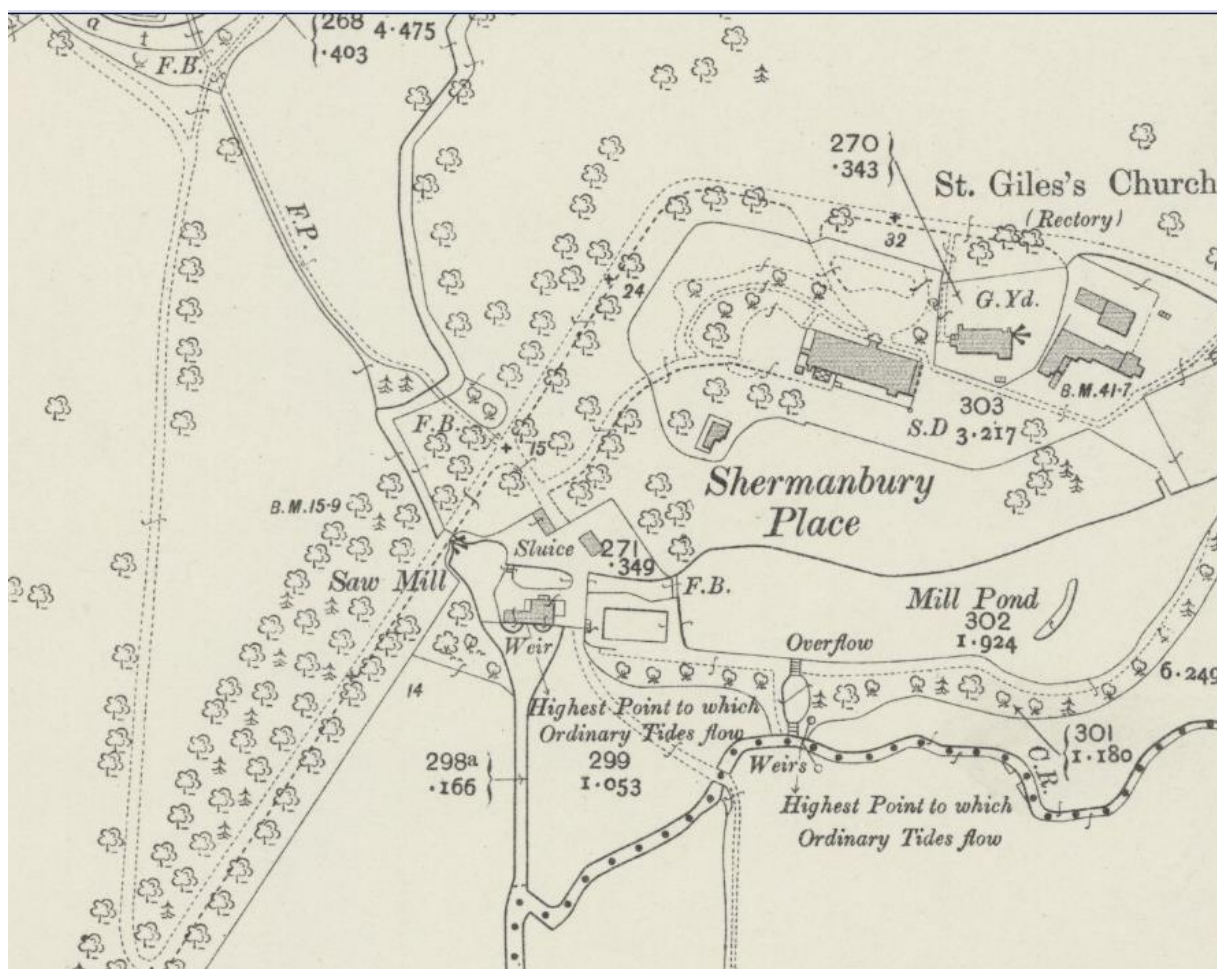 268
.403
4.475
a
t
F.B.
F.P.
270
.343
St. Giles's Church
(Rectory)
32
24
G. Yd.
B.M.41.7
303
3.217
S.D
F.B.
15
B.M.15.9
Shermanbury
Place
Sluice
271
.349
F.B.
Saw Mill
Mill Pond
302
1.924
Weir
Overflow
6.249
14
Highest Point to which
Ordinary Tides flow
301
1.180
C.R.
298a
.166
299
1.053
Weirs
Highest Point to which
Ordinary Tides flow